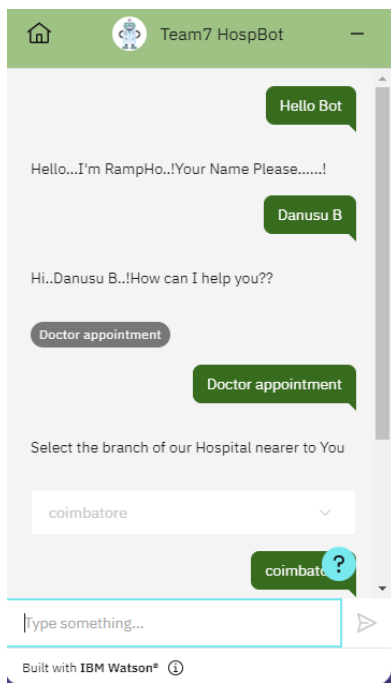 Team7 HospBot
Hello Bot
Hello...I'm RampHo..!Your Name Please......!
Danusu B
Hi..Danusu B..!How can I help you??
Doctor appointment
Doctor appointment
Select the branch of our Hospital nearer to You
coimbatore
?
Type something...
Built with IBM Watson®